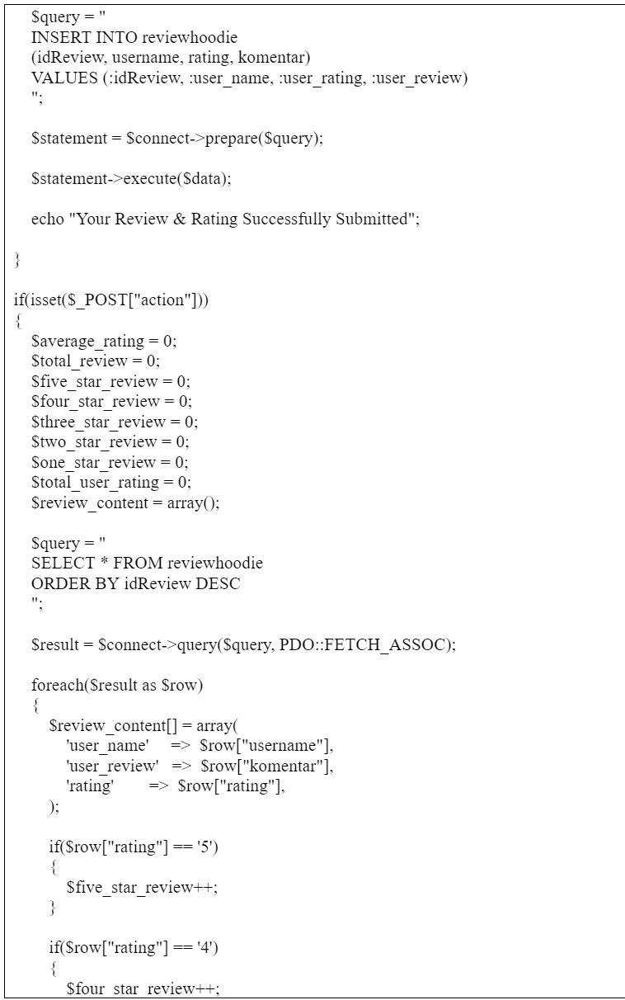 $query = "
INSERT INTO reviewhoodie
(idReview, username, rating, komentar)
VALUES (:idReview, :user_name, :user_rating, :user_review)
";
$statement = $connect->prepare($query);
$statement->execute($data);
echo "Your Review & Rating Successfully Submitted";
}
if(isset($_POST["action"]))
{
$average_rating = 0;
$total_review = 0;
$five_star_review = 0;
$four_star_review = 0;
$three_star_review = 0;
$two_star_review = 0;
$one_star_review = 0;
$total_user_rating = 0;
$review_content = array();
$query = "
SELECT * FROM reviewhoodie
ORDER BY idReview DESC
";
$result = $connect->query($query, PDO::FETCH_ASSOC);
foreach($result as $row)
{
$review_content[] = array(
'user_name' => $row["username"],
'user_review' => $row["komentar"],
'rating' => $row["rating"],
);
if($row["rating"] == '5')
{
$five_star_review++;
}
if($row["rating"] == '4')
{
$four_star_review++;